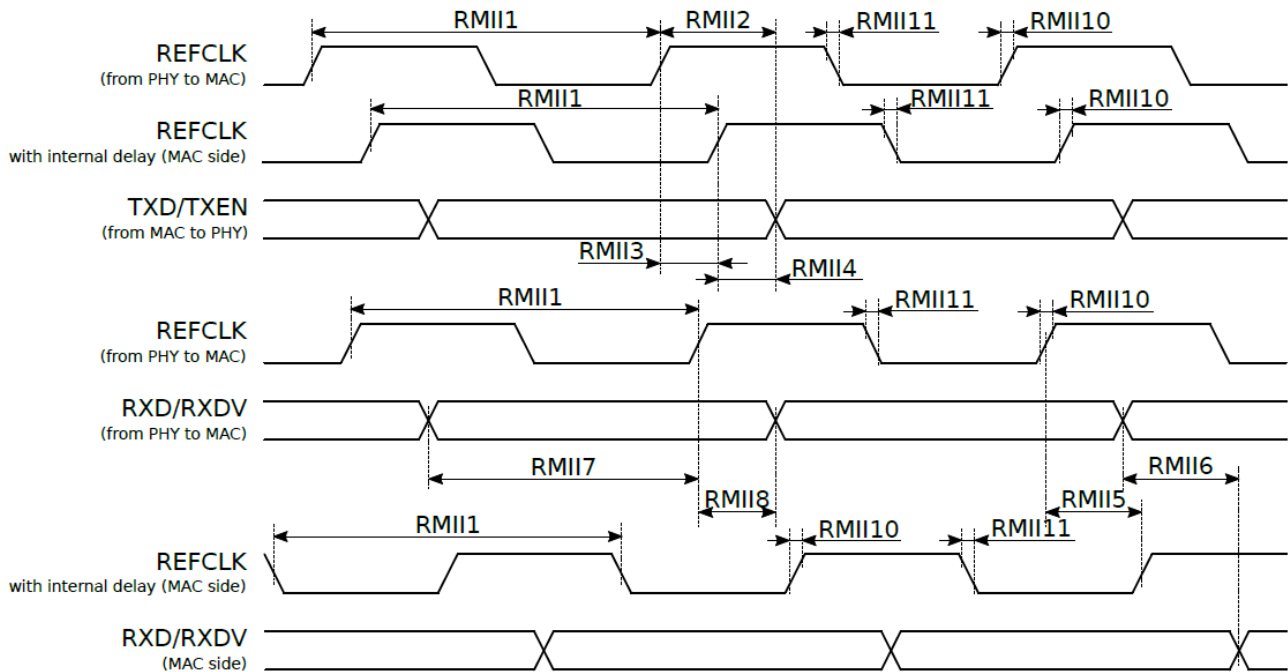 RMII1 RMII2 RMII11 RMII10
REFCLK
(from PHY to MAC)
RMII1 RMII11 RMII10
REFCLK
with internal delay (MAC side)
TXD/TXEN
(from MAC to PHY)
RMII3 RMII4
RMII1 RMII11 RMII10
REFCLK
(from PHY to MAC)
RXD/RXDV
(from PHY to MAC)
RMII7 RMII6
RMII8 RMII5
RMII1 RMII10 RMII11
REFCLK
with internal delay (MAC side)
RXD/RXDV
(MAC side)